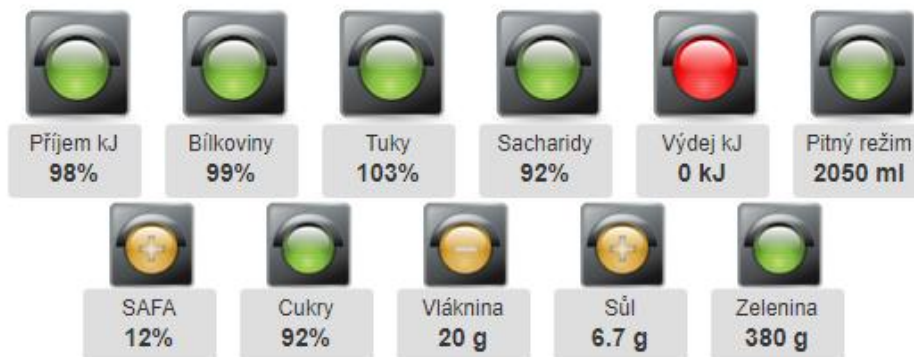 Příjem kJ
98%
Bílkoviny
99%
Tuky
103%
Sacharidy
92%
Výdej kJ
0 kJ
Pitný režim
2050 ml
SAFA
12%
Cukry
92%
Vláknina
20 g
Sůl
6.7 g
Zelenina
380 g